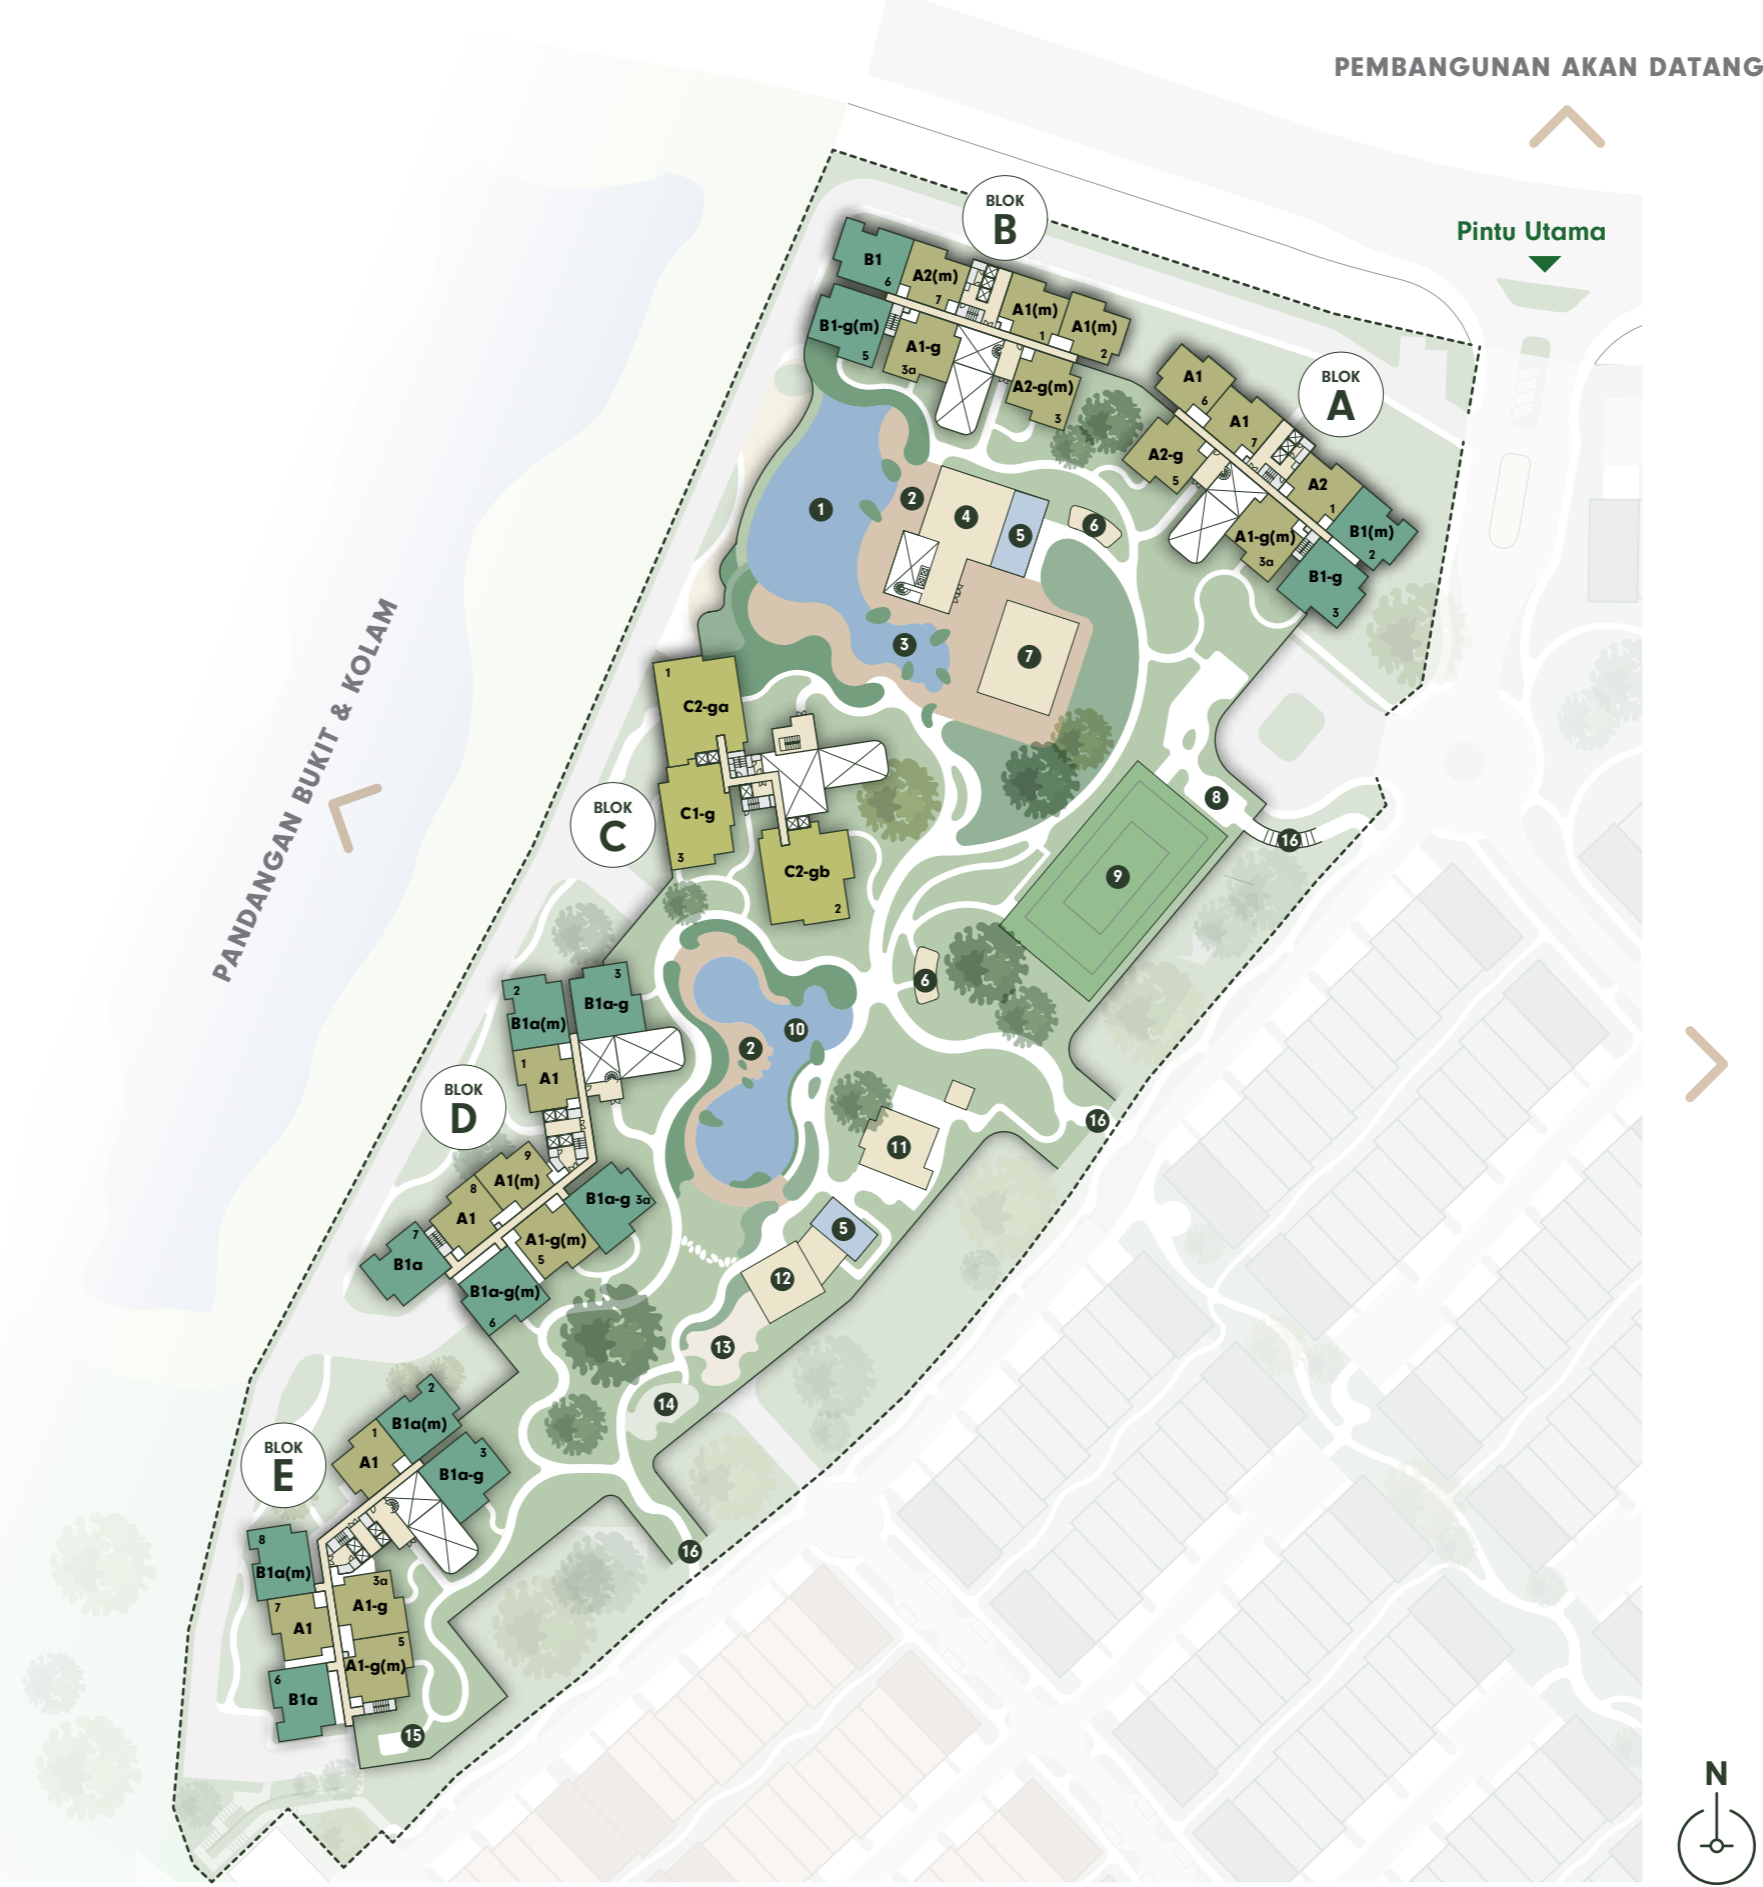 PEMBANGUNAN AKAN DATANG
Pintu Utama
BLOK
B
B1
6
A2(m)
7
A1(m)
1
A1(m)
2
B1-g(m)
5
A1-g
3a
A2-g(m)
3
BLOK
A
A1
6
A1
7
A2-g
5
A2
1
B1(m)
2
A1-g(m)
3a
B1-g
3
1
2
4
5
6
3
7
PANDANGAN BUKIT & KOLAM
BLOK
C
1
C2-ga
C1-g
3
C2-gb
2
8
16
9
6
BLOK
D
2
B1a(m)
3
B1a-g
1
A1
9
A1(m)
8
A1
7
B1a
B1a-g 3a
A1-g(m)
5
B1a-g(m)
6
10
2
11
16
5
12
13
14
BLOK
E
2
B1a(m)
1
A1
3
B1a-g
8
B1a(m)
7
A1
3a
A1-g
5
A1-g(m)
6
B1a
16
15
N